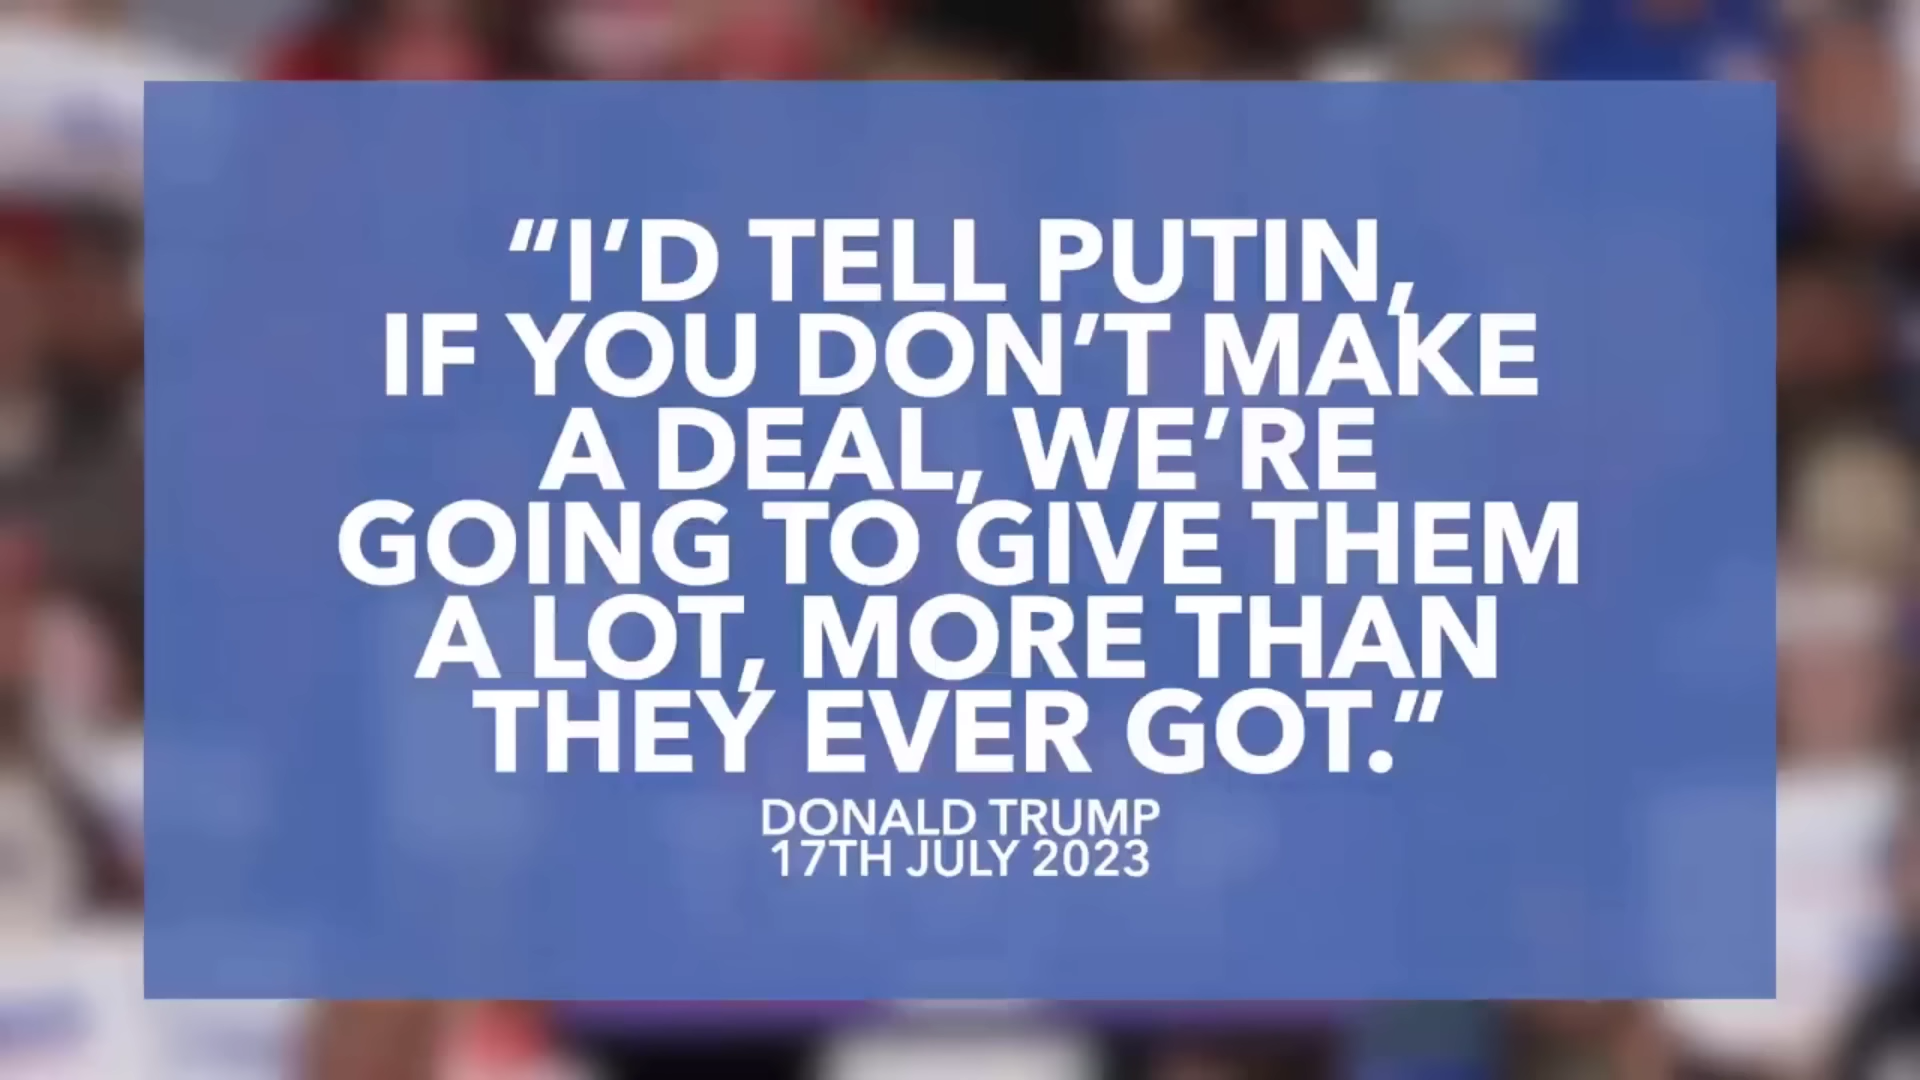 “I’D TELL PUTIN,
IF YOU DON’T MAKE
A DEAL, WE’RE
GOING TO GIVE THEM
A LOT, MORE THAN
THEY EVER GOT.”
DONALD TRUMP
17TH JULY 2023